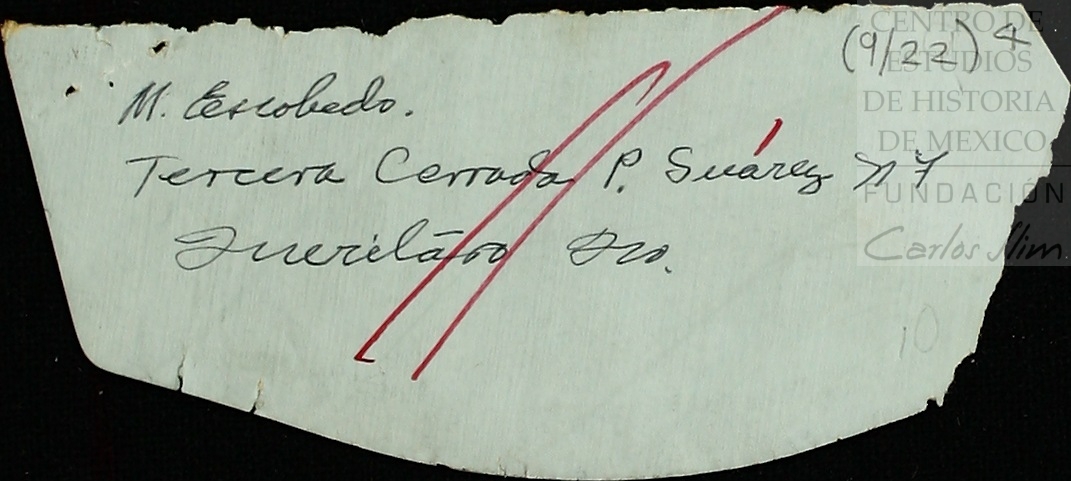 (9/22) 4
M. Escobedo.
Tercera Cerrada P. Suárez Nº 7
Querétaro Qro.
10
CENTRO DE
ESTUDIOS
DE HISTORIA
DE MEXICO
FUNDACIÓN
Carlos Slim